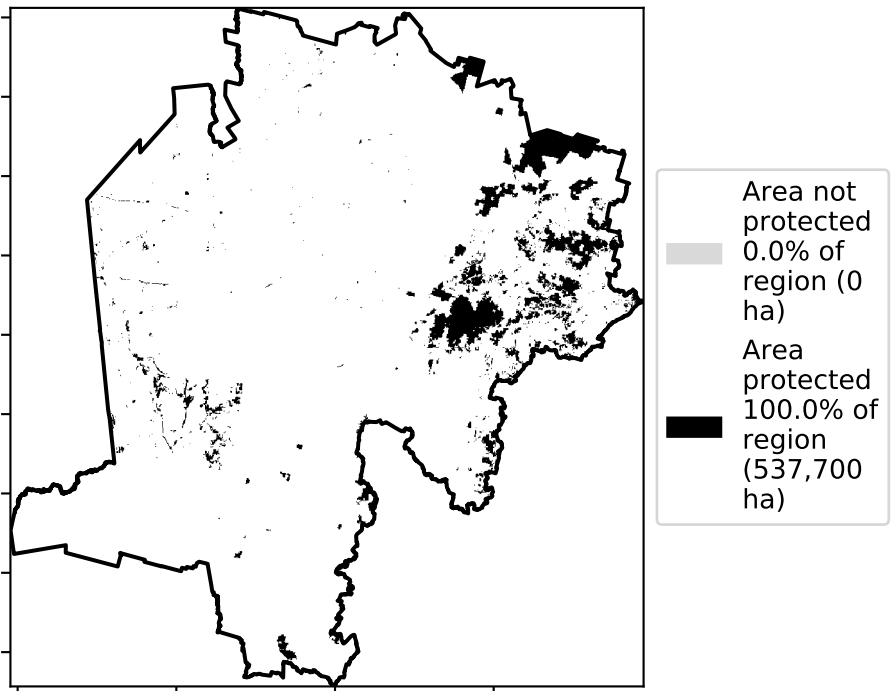 Area not
protected
0.0% of
region (0
ha)
Area
protected
100.0% of
region
(537,700
ha)